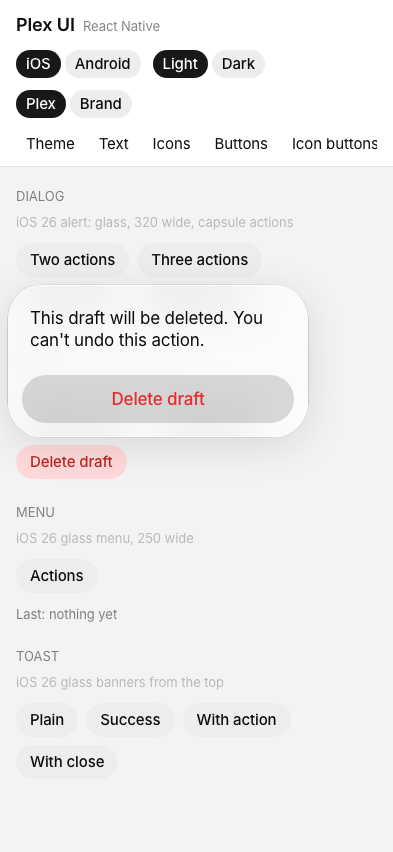 Plex UI React Native
iOS Android Light Dark
Plex Brand
Theme Text Icons Buttons Icon buttons
DIALOG
iOS 26 alert: glass, 320 wide, capsule actions
Two actions Three actions
This draft will be deleted. You
can't undo this action.
Delete draft
Delete draft
MENU
iOS 26 glass menu, 250 wide
Actions
Last: nothing yet
TOAST
iOS 26 glass banners from the top
Plain Success With action
With close